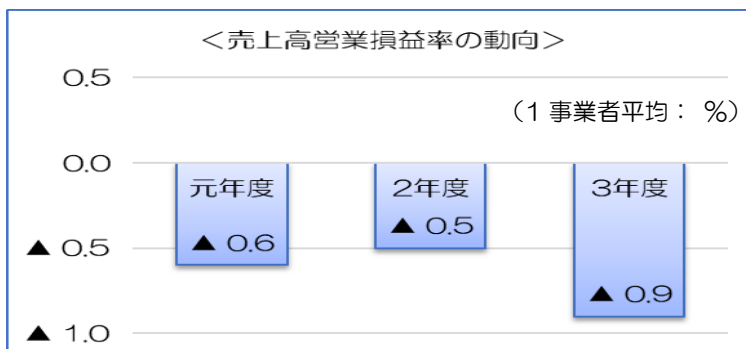 ＜売上高営業損益率の動向＞
0.5
（1 事業者平均： %）
0.0
元年度
2年度
3年度
▲ 0.5
▲ 0.6
▲ 0.5
▲ 0.9
▲ 1.0